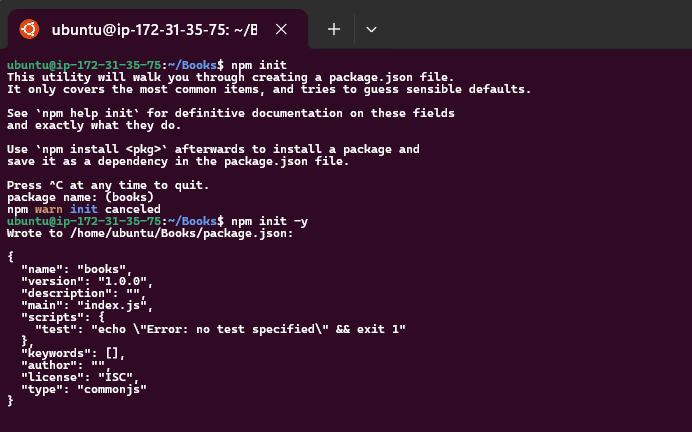 ubuntu@ip-172-31-35-75: ~/B
ubuntu@ip-172-31-35-75:~/Books$ npm init
This utility will walk you through creating a package.json file.
It only covers the most common items, and tries to guess sensible defaults.
See `npm help init` for definitive documentation on these fields
and exactly what they do.
Use `npm install <pkg>` afterwards to install a package and
save it as a dependency in the package.json file.
Press ^C at any time to quit.
package name: (books)
npm warn init canceled
ubuntu@ip-172-31-35-75:~/Books$ npm init -y
Wrote to /home/ubuntu/Books/package.json:
{
  "name": "books",
  "version": "1.0.0",
  "description": "",
  "main": "index.js",
  "scripts": {
    "test": "echo \"Error: no test specified\" && exit 1"
  },
  "keywords": [],
  "author": "",
  "license": "ISC",
  "type": "commonjs"
}